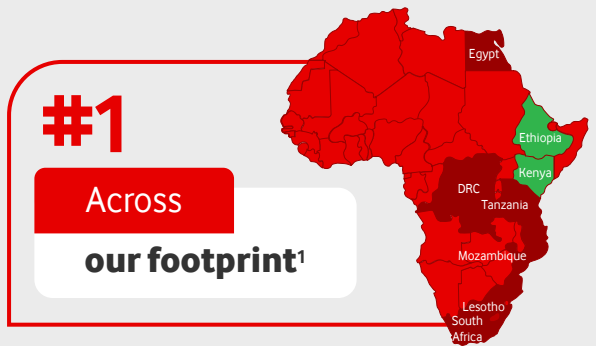 #1
Across
our footprint¹
Egypt
Ethiopia
Kenya
DRC
Tanzania
Mozambique
Lesotho
South
Africa